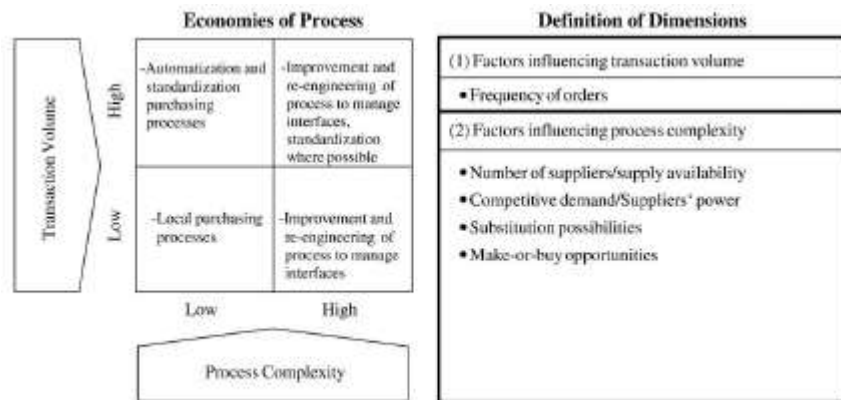 Economies of Process
Definition of Dimensions
Transaction Volume
High
Low
-Automatization and
standardization
purchasing
processes
-Improvement and
re-engineering of
process to manage
interfaces,
standardization
where possible
-Local purchasing
processes
-Improvement and
re-engineering of
process to manage
interfaces
Low
High
Process Complexity
(1) Factors influencing transaction volume
• Frequency of orders
(2) Factors influencing process complexity
• Number of suppliers/supply availability
• Competitive demand/Suppliers‘ power
• Substitution possibilities
• Make-or-buy opportunities